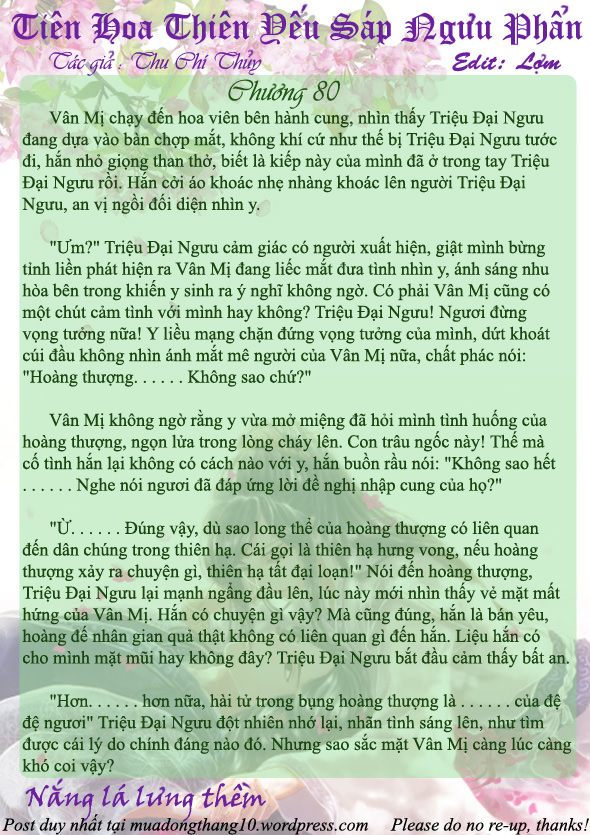 Tiên Hoa Thiên Yếu Sáp Ngưu Phẩn
Tác giả : Thu Chí Thủy
Edit: Lợm
Chương 80
Vân Mị chạy đến hoa viên bên hành cung, nhìn thấy Triệu Đại Ngưu
đang dựa vào bàn chợp mắt, không khí cứ như thế bị Triệu Đại Ngưu tước
đi, hắn nhỏ giọng than thở, biết là kiếp này của mình đã ở trong tay Triệu
Đại Ngưu rồi. Hắn cởi áo khoác nhẹ nhàng khoác lên người Triệu Đại
Ngưu, an vị ngồi đối diện nhìn y.
"Ưm?" Triệu Đại Ngưu cảm giác có người xuất hiện, giật mình bừng
tỉnh liền phát hiện ra Vân Mị đang liếc mắt đưa tình nhìn y, ánh sáng nhu
hòa bên trong khiến y sinh ra ý nghĩ không ngờ. Có phải Vân Mị cũng có
một chút cảm tình với mình hay không? Triệu Đại Ngưu! Ngươi đừng
vọng tưởng nữa! Y liều mạng chặn đứng vọng tưởng của mình, dứt khoát
cúi đầu không nhìn ánh mắt mê người của Vân Mị nữa, chất phác nói:
"Hoàng thượng. . . . . . Không sao chứ?"
Vân Mị không ngờ rằng y vừa mở miệng đã hỏi mình tình huống của
hoàng thượng, ngọn lửa trong lòng cháy lên. Con trâu ngốc này! Thế mà
cố tình hắn lại không có cách nào với y, hắn buồn rầu nói: "Không sao hết
. . . . . . Nghe nói ngươi đã đáp ứng lời đề nghị nhập cung của họ?"
"Ừ. . . . . . Đúng vậy, dù sao long thể của hoàng thượng có liên quan
đến dân chúng trong thiên hạ. Cái gọi là thiên hạ hưng vong, nếu hoàng
thượng xảy ra chuyện gì, thiên hạ tất đại loạn!" Nói đến hoàng thượng,
Triệu Đại Ngưu lại mạnh ngẩng đầu lên, lúc này mới nhìn thấy vẻ mặt mất
hứng của Vân Mị. Hắn có chuyện gì vậy? Mà cũng đúng, hắn là bán yêu,
hoàng đế nhân gian quả thật không có liên quan gì đến hắn. Liệu hắn có
cho mình mặt mũi hay không đây? Triệu Đại Ngưu bắt đầu cảm thấy bất an.
"Hơn. . . . . . hơn nữa, hài tử trong bụng hoàng thượng là . . . . . . của đệ
đệ ngươi" Triệu Đại Ngưu đột nhiên nhớ lại, nhãn tình sáng lên, như tìm
được cái lý do chính đáng nào đó. Nhưng sao sắc mặt Vân Mị càng lúc càng
khó coi vậy?
Nắng lá lưng thềm
Post duy nhất tại muadongthang10.wordpress.com Please do no re-up, thanks!